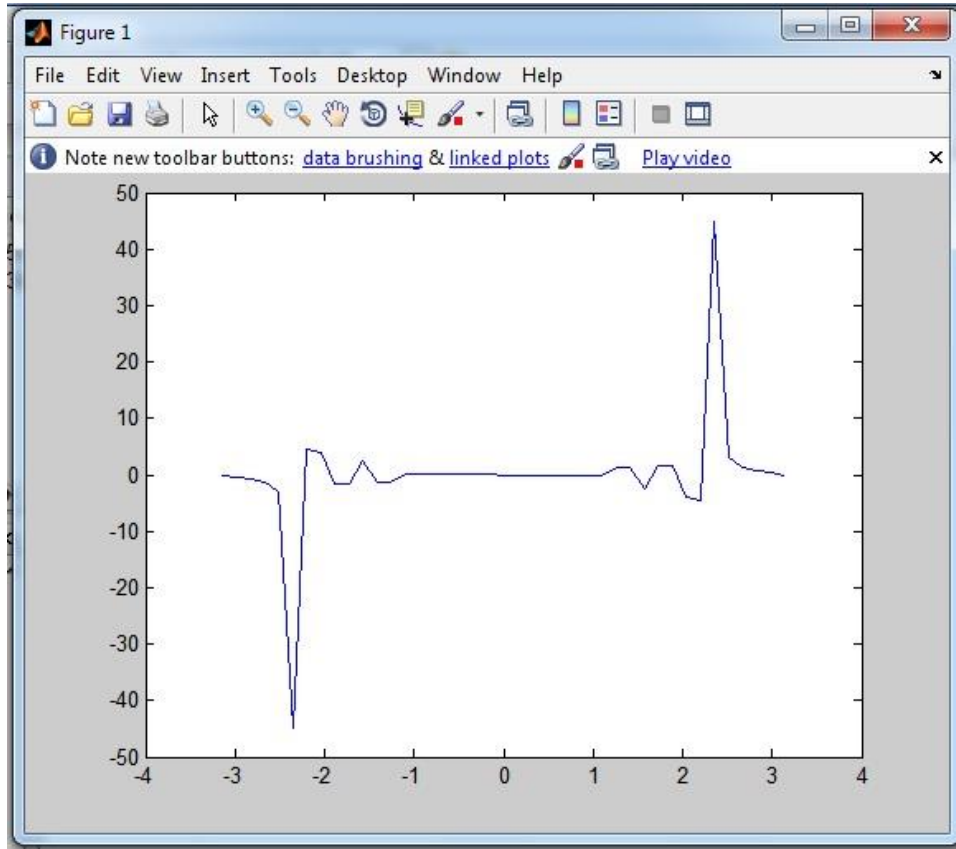 Figure 1
File Edit View Insert Tools Desktop Window Help
Note new toolbar buttons: data brushing & linked plots Play video
50
40
30
20
10
0
-10
-20
-30
-40
-50
-4 -3 -2 -1 0 1 2 3 4